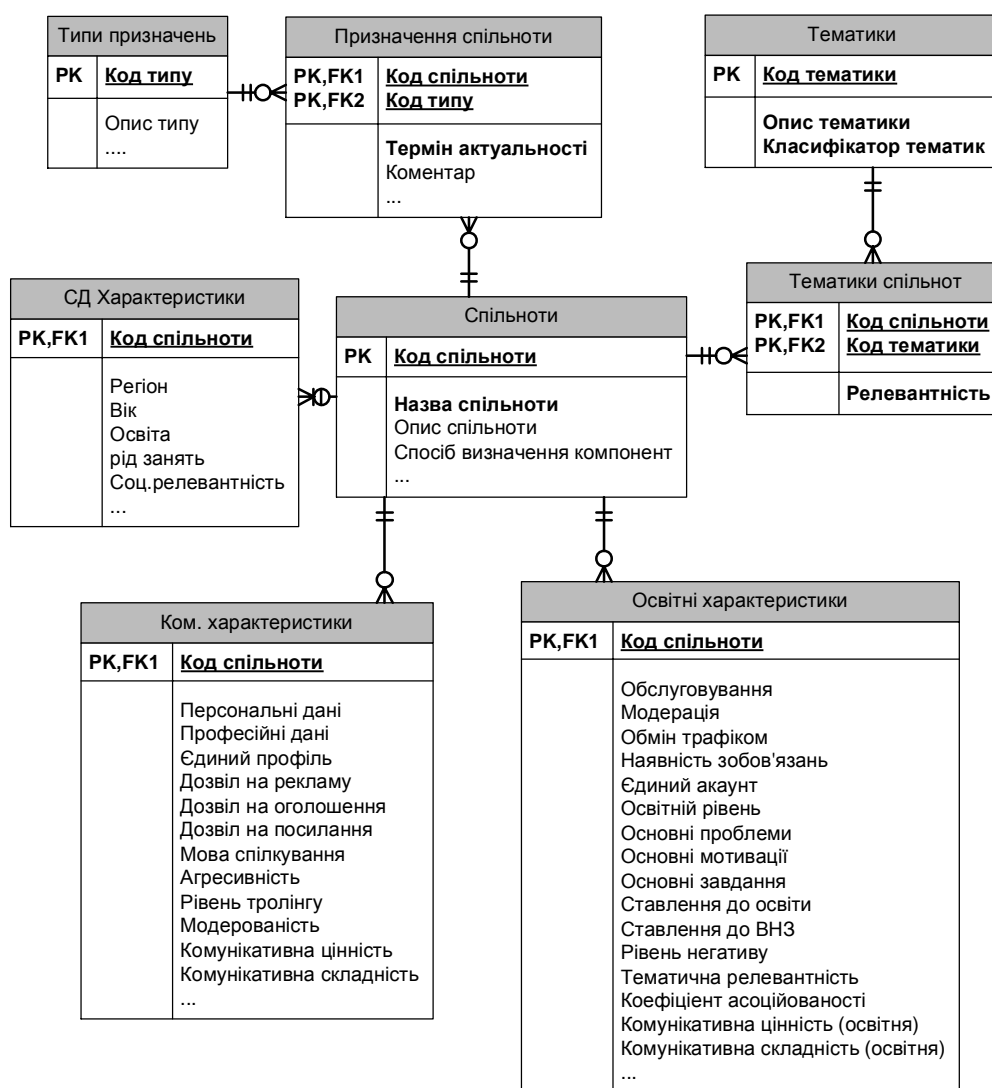 Типи призначень
PK Код типу
Опис типу
....
Призначення спільноти
PK,FK1 Код спільноти
PK,FK2 Код типу
Термін актуальності
Коментар
...
Тематики
PK Код тематики
Опис тематики
Класифікатор тематик
СД Характеристики
PK,FK1 Код спільноти
Регіон
Вік
Освіта
рід занять
Соц.релевантність
...
Спільноти
PK Код спільноти
Назва спільноти
Опис спільноти
Спосіб визначення компонент
...
Тематики спільнот
PK,FK1 Код спільноти
PK,FK2 Код тематики
Релевантність
Ком. характеристики
PK,FK1 Код спільноти
Персональні дані
Професійні дані
Єдиний профіль
Дозвіл на рекламу
Дозвіл на оголошення
Дозвіл на посилання
Мова спілкування
Агресивність
Рівень тролінгу
Модерованість
Комунікативна цінність
Комунікативна складність
...
Освітні характеристики
PK,FK1 Код спільноти
Обслуговування
Модерація
Обмін трафіком
Наявність зобов'язань
Єдиний акаунт
Освітній рівень
Основні проблеми
Основні мотивації
Основні завдання
Ставлення до освіти
Ставлення до ВНЗ
Рівень негативу
Тематична релевантність
Коефіціент асоційованості
Комунікативна цінність (освітня)
Комунікативна складність (освітня)
...